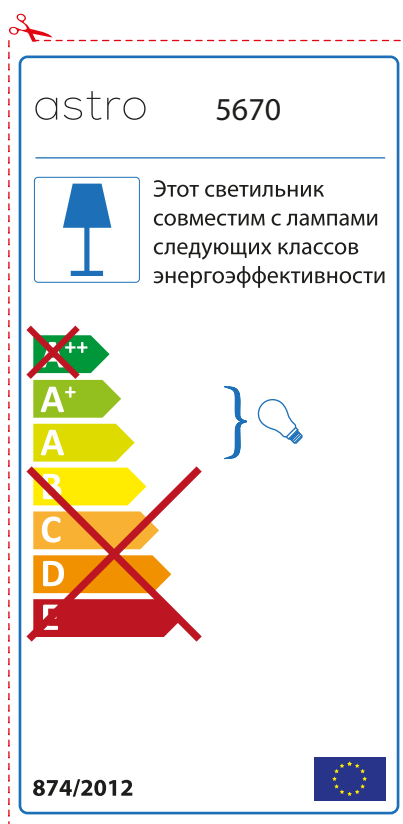 astro 5670
Этот светильник
совместим с лампами
следующих классов
энергоэффективности
A++
A+
A
B
C
D
E
874/2012